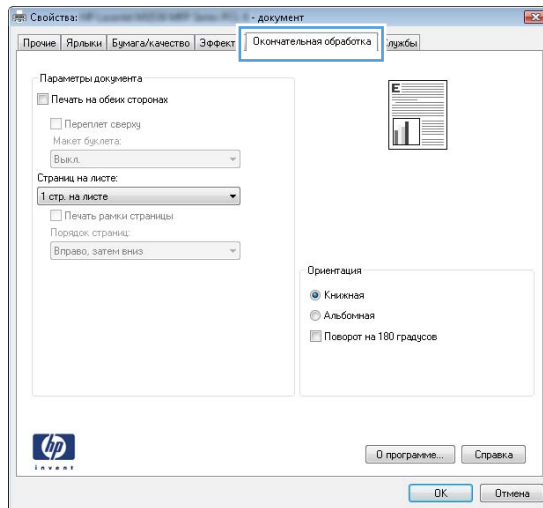 Свойства: - документ
Прочие Ярлыки Бумага/качество Эффект Окончательная обработка лужбы
Параметры документа
Печать на обеих сторонах
Переплет сверху
Макет буклета:
Выкл.
Страниц на листе:
1 стр. на листе
Печать рамки страницы
Порядок страниц:
Вправо, затем вниз
E
Ориентация
Книжная
Альбомная
Поворот на 180 градусов
hp
invent
О программе... Справка
OK Отмена